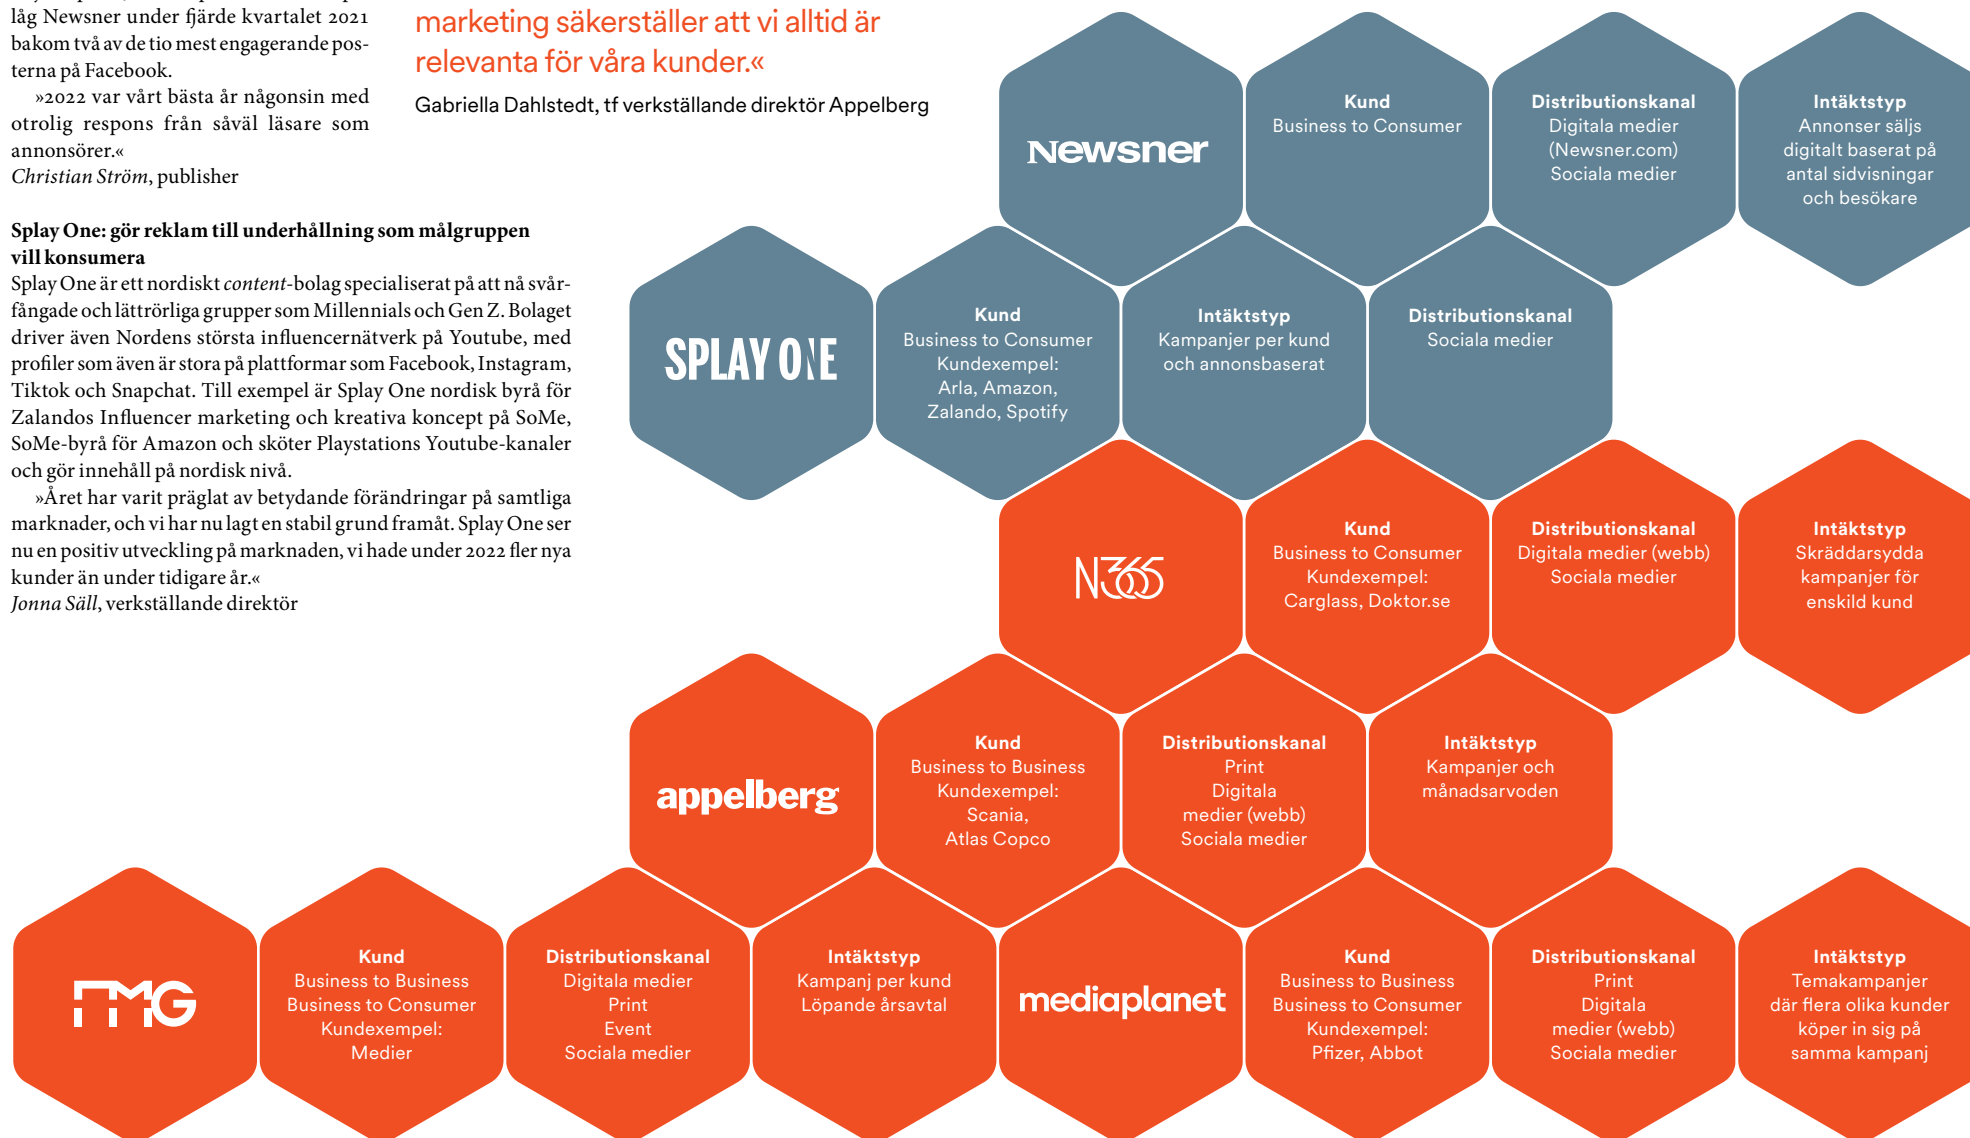 låg Newsner under fjärde kvartalet 2021
bakom två av de tio mest engagerande pos-
terna på Facebook.
»2022 var vårt bästa år någonsin med
otrolig respons från såväl läsare som
annonsörer.«
Christian Ström, publisher
marketing säkerställer att vi alltid är
relevanta för våra kunder.«
Gabriella Dahlstedt, tf verkställande direktör Appelberg
Splay One: gör reklam till underhållning som målgruppen
vill konsumera
Splay One är ett nordiskt content-bolag specialiserat på att nå svår-
fångade och lättrörliga grupper som Millennials och Gen Z. Bolaget
driver även Nordens största influencernätverk på Youtube, med
profiler som även är stora på plattformar som Facebook, Instagram,
Tiktok och Snapchat. Till exempel är Splay One nordisk byrå för
Zalandos Influencer marketing och kreativa koncept på SoMe,
SoMe-byrå för Amazon och sköter Playstations Youtube-kanaler
och gör innehåll på nordisk nivå.
»Året har varit präglat av betydande förändringar på samtliga
marknader, och vi har nu lagt en stabil grund framåt. Splay One ser
nu en positiv utveckling på marknaden, vi hade under 2022 fler nya
kunder än under tidigare år.«
Jonna Säll, verkställande direktör
Newsner
Kund
Business to Consumer
Distributionskanal
Digitala medier
(Newsner.com)
Sociala medier
Intäktstyp
Annonser säljs
digitalt baserat på
antal sidvisningar
och besökare
SPLAY ONE
Kund
Business to Consumer
Kundexempel:
Arla, Amazon,
Zalando, Spotify
Intäktstyp
Kampanjer per kund
och annonsbaserat
Distributionskanal
Sociala medier
N365
Kund
Business to Consumer
Kundexempel:
Carglass, Doktor.se
Distributionskanal
Digitala medier (webb)
Sociala medier
Intäktstyp
Skräddarsydda
kampanjer för
enskild kund
appelberg
Kund
Business to Business
Kundexempel:
Scania,
Atlas Copco
Distributionskanal
Print
Digitala
medier (webb)
Sociala medier
Intäktstyp
Kampanjer och
månadsarvoden
FMG
Kund
Business to Business
Business to Consumer
Kundexempel:
Medier
Distributionskanal
Digitala medier
Print
Event
Sociala medier
Intäktstyp
Kampanj per kund
Löpande årsavtal
mediaplanet
Kund
Business to Business
Business to Consumer
Kundexempel:
Pfizer, Abbot
Distributionskanal
Print
Digitala
medier (webb)
Sociala medier
Intäktstyp
Temakampanjer
där flera olika kunder
köper in sig på
samma kampanj